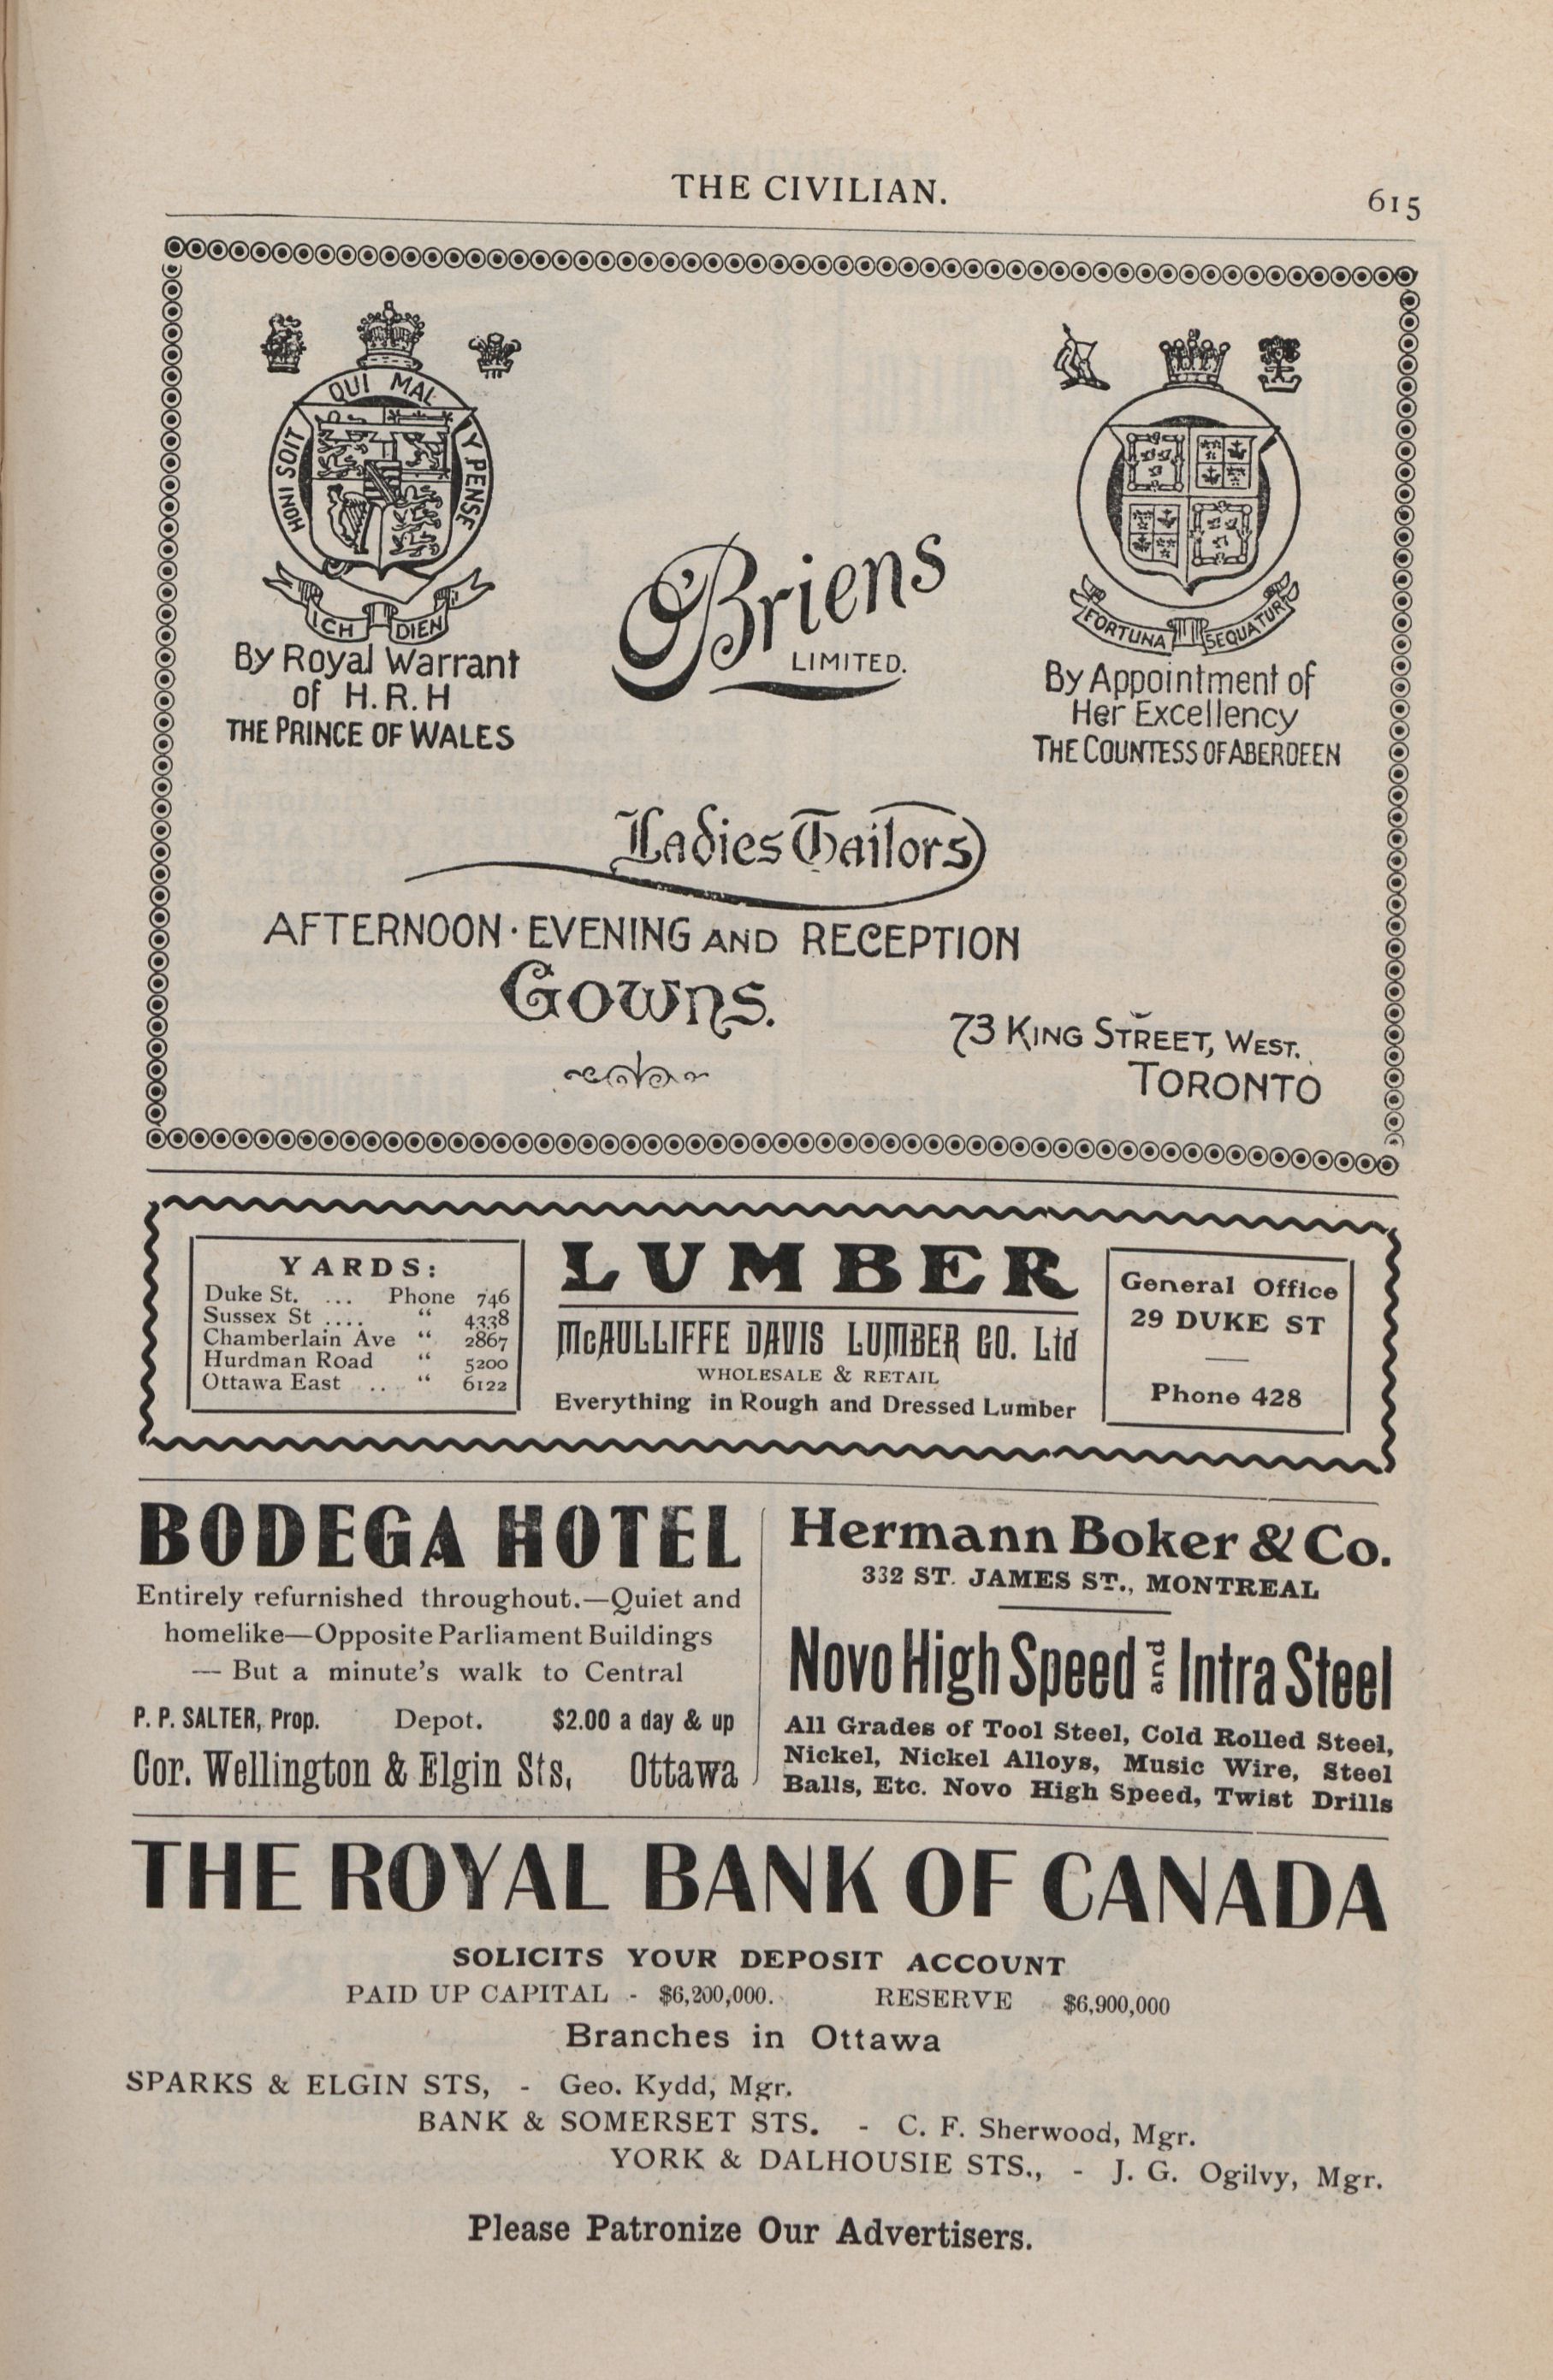 THE CIVILIAN.
615
HONI SOIT QUI MAL Y PENSE
ICH DIEN
By Royal Warrant
of H.R.H
THE PRINCE OF WALES
O'Briens
LIMITED.
FORTUNA SEQUATUR
By Appointment of
Her Excellency
THE COUNTESS OF ABERDEEN
Ladies Tailors
AFTERNOON · EVENING AND RECEPTION
Gowns.
73 KING STREET, WEST.
TORONTO
YARDS:
Duke St. ... Phone 746
Sussex St .... “ 4338
Chamberlain Ave “ 2867
Hurdman Road “ 5200
Ottawa East .. “ 6122
LUMBER
McAULLIFFE DAVIS LUMBER CO. Ltd
WHOLESALE & RETAIL
Everything in Rough and Dressed Lumber
General Office
29 DUKE ST
Phone 428
BODEGA HOTEL
Entirely refurnished throughout.—Quiet and
homelike—Opposite Parliament Buildings
— But a minute's walk to Central
P. P. SALTER, Prop. Depot. $2.00 a day & up
Cor. Wellington & Elgin Sts, Ottawa
Hermann Boker & Co.
332 ST. JAMES ST., MONTREAL
Novo High Speed and Intra Steel
All Grades of Tool Steel, Cold Rolled Steel,
Nickel, Nickel Alloys, Music Wire, Steel
Balls, Etc. Novo High Speed, Twist Drills
THE ROYAL BANK OF CANADA
SOLICITS YOUR DEPOSIT ACCOUNT
PAID UP CAPITAL - $6,200,000. RESERVE $6,900,000
Branches in Ottawa
SPARKS & ELGIN STS, - Geo. Kydd, Mgr.
BANK & SOMERSET STS. - C. F. Sherwood, Mgr.
YORK & DALHOUSIE STS., - J. G. Ogilvy, Mgr.
Please Patronize Our Advertisers.